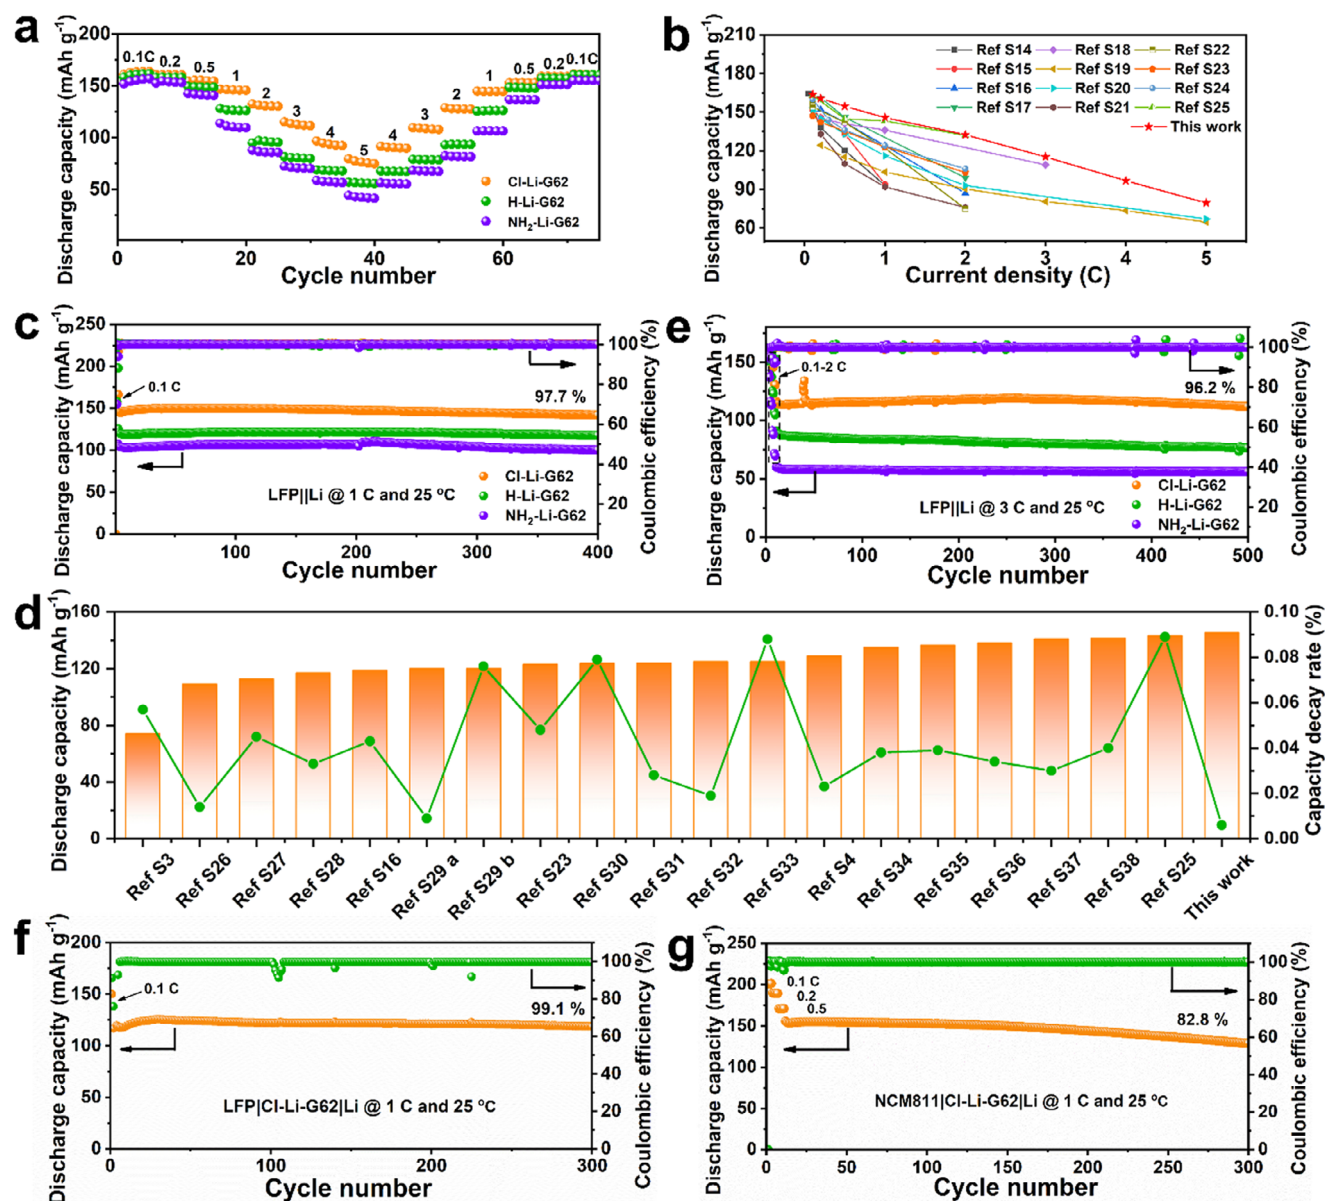 a
Discharge capacity (mAh g⁻¹)
200
150
100
50
0.1C
0.2
0.5
1
2
3
4
5
4
3
2
1
0.5
0.2
0.1C
Cl-Li-G62
H-Li-G62
NH₂-Li-G62
0
20
40
60
Cycle number
b
Discharge capacity (mAh g⁻¹)
210
180
150
120
90
60
Ref S14
Ref S18
Ref S22
Ref S15
Ref S19
Ref S23
Ref S16
Ref S20
Ref S24
Ref S17
Ref S21
Ref S25
This work
0
1
2
3
4
5
Current density (C)
c
Discharge capacity (mAh g⁻¹)
250
200
150
100
50
0
0.1 C
97.7 %
Cl-Li-G62
H-Li-G62
NH₂-Li-G62
LFP||Li @ 1 C and 25 ºC
100
80
60
40
20
0
Coulombic efficiency (%)
100
200
300
400
Cycle number
e
Discharge capacity (mAh g⁻¹)
150
100
50
0
0.1-2 C
96.2 %
Cl-Li-G62
H-Li-G62
NH₂-Li-G62
LFP||Li @ 3 C and 25 ºC
100
80
60
40
20
Coulombic efficiency (%)
0
100
200
300
400
500
Cycle number
d
Discharge capacity (mAh g⁻¹)
160
120
80
40
0
0.10
0.08
0.06
0.04
0.02
0.00
Capacity decay rate (%)
Ref S3
Ref S26
Ref S27
Ref S28
Ref S16
Ref S29 a
Ref S29 b
Ref S23
Ref S30
Ref S31
Ref S32
Ref S33
Ref S4
Ref S34
Ref S35
Ref S36
Ref S37
Ref S38
Ref S25
This work
f
Discharge capacity (mAh g⁻¹)
200
150
100
50
0
0.1 C
99.1 %
LFP|Cl-Li-G62|Li @ 1 C and 25 ºC
100
80
60
40
20
0
Coulombic efficiency (%)
0
100
200
300
Cycle number
g
Discharge capacity (mAh g⁻¹)
250
200
150
100
50
0
0.1 C
0.2
0.5
82.8 %
NCM811|Cl-Li-G62|Li @ 1 C and 25 ºC
100
80
60
40
20
0
Coulombic efficiency (%)
0
50
100
150
200
250
300
Cycle number